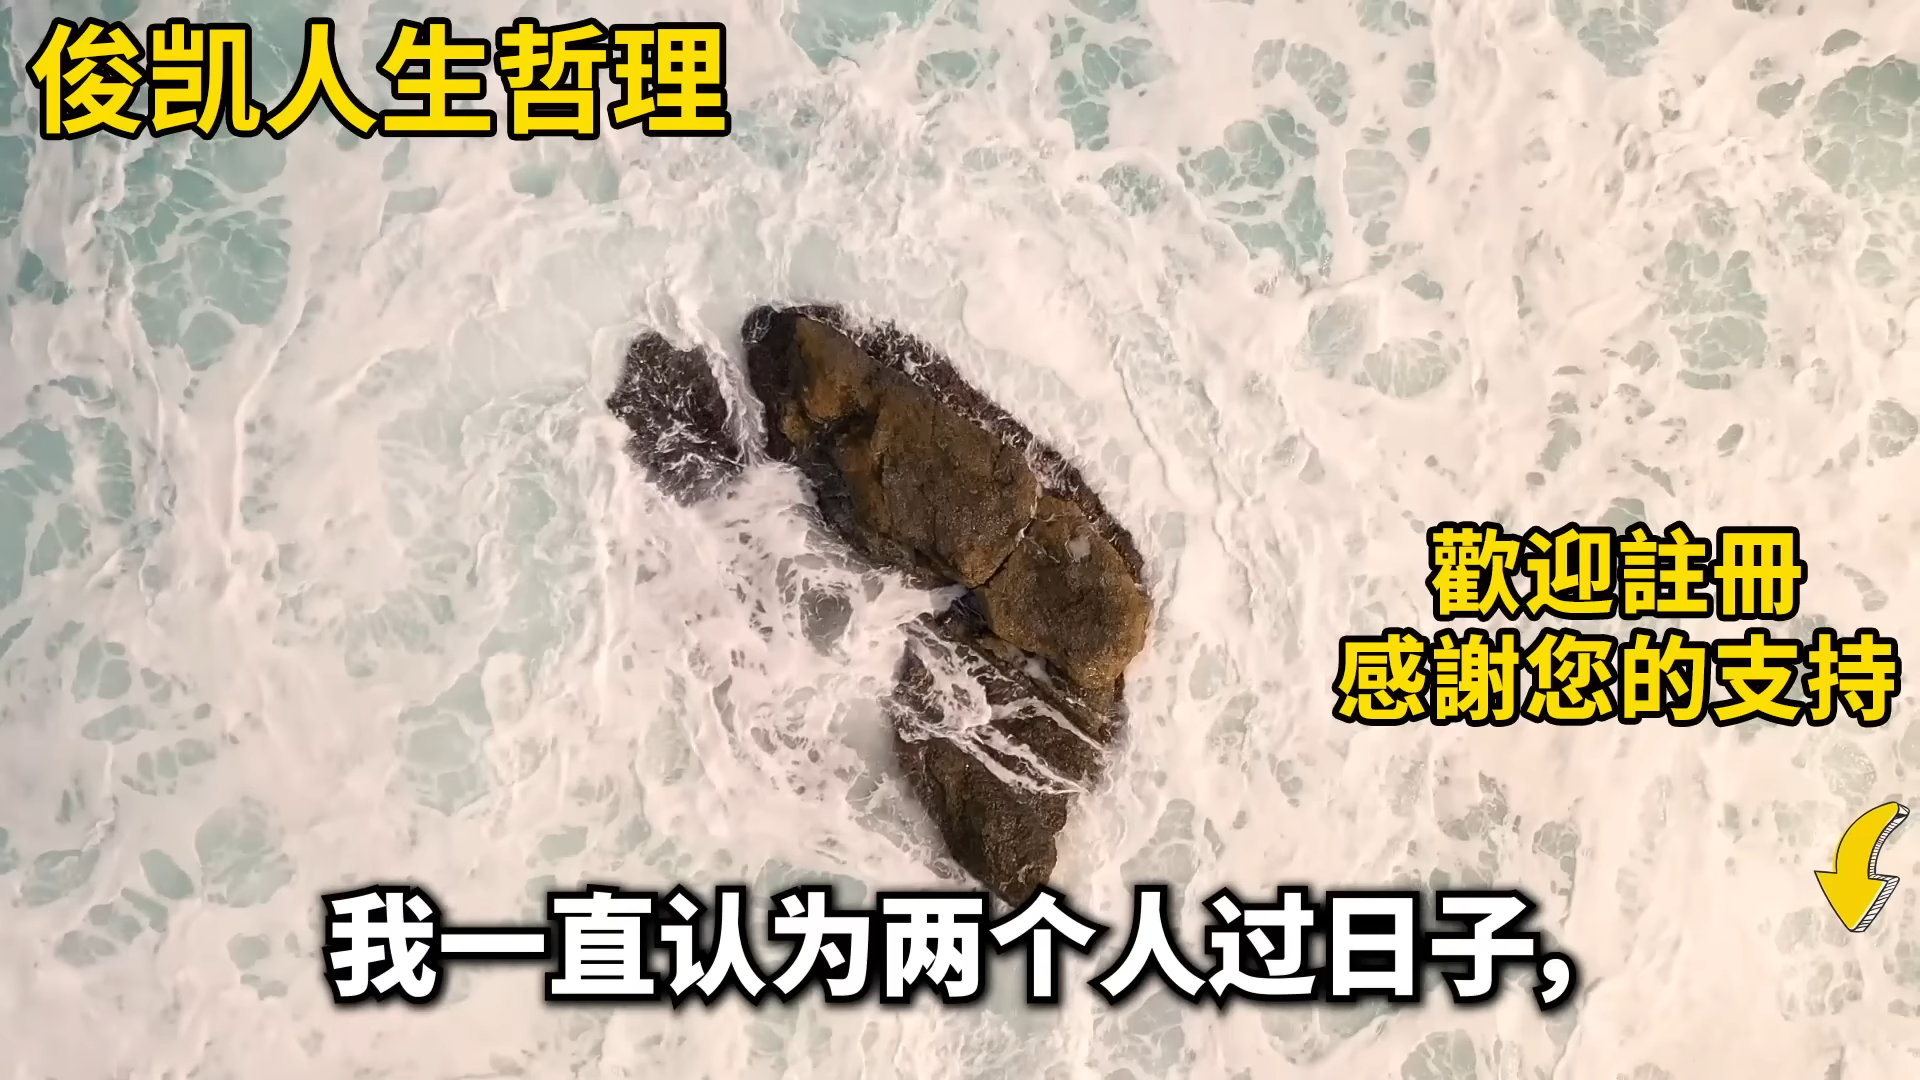 俊凯人生哲理
歡迎註冊
感謝您的支持
我一直认为两个人过日子,